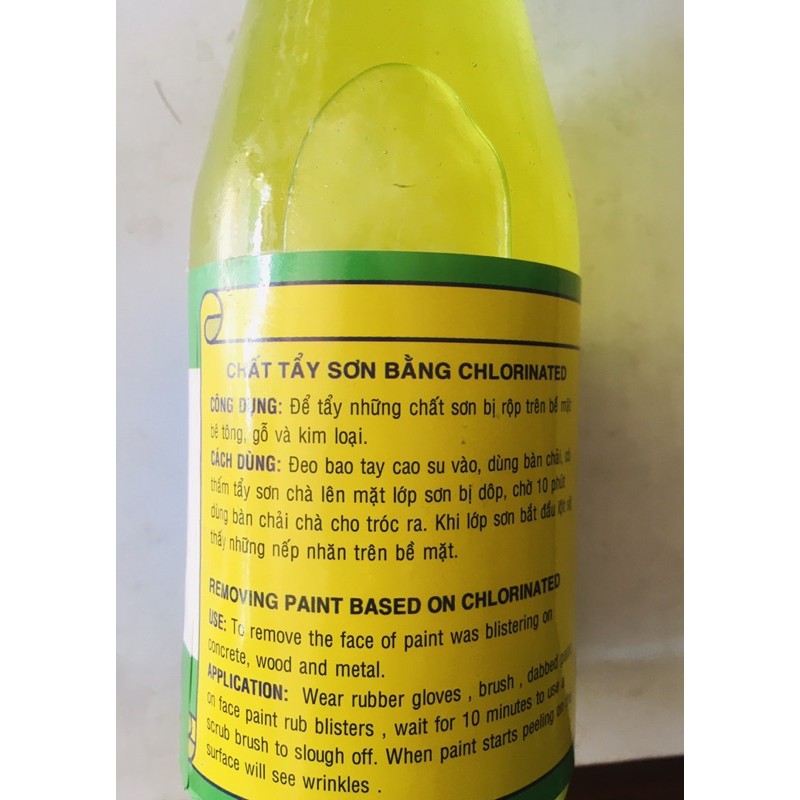 CHẤT TẨY SƠN BẰNG CHLORINATED
CÔNG DỤNG: Để tẩy những chất sơn bị rộp trên bề mặt
bê tông, gỗ và kim loại.
CÁCH DÙNG: Đeo bao tay cao su vào, dùng bàn chải, có
thấm tẩy sơn chà lên mặt lớp sơn bị dôp, chờ 10 phút
dùng bàn chải chà cho tróc ra. Khi lớp sơn bắt đầu lột sẽ
thấy những nếp nhăn trên bề mặt.
REMOVING PAINT BASED ON CHLORINATED
USE: To remove the face of paint was blistering on
concrete, wood and metal.
APPLICATION: Wear rubber gloves , brush , dabbed
on face paint rub blisters , wait for 10 minutes to use a
scrub brush to slough off. When paint starts peeling
surface will see wrinkles .